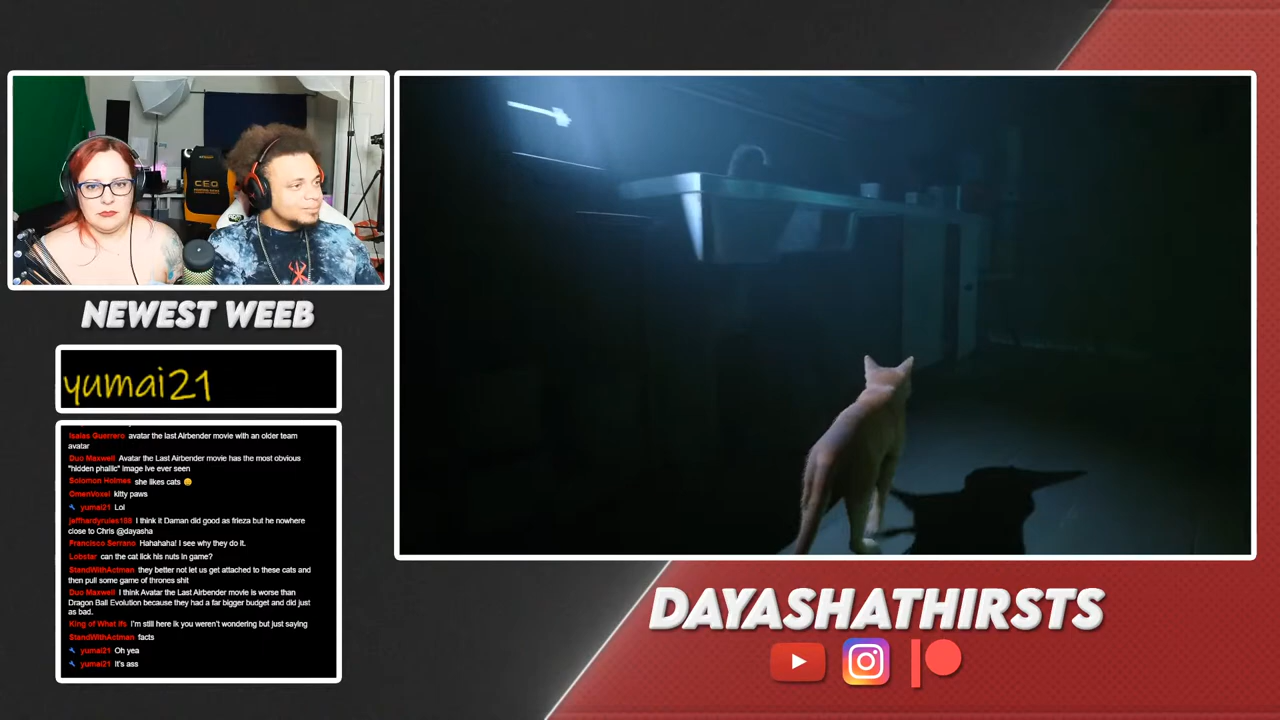 NEWEST WEEB
yumai21
Isaias Guerrero avatar the last Airbender movie with an older team
avatar
Duo Maxwell Avatar the Last Airbender movie has the most obvious
"hidden phallic" image Ive ever seen
Solomon Holmes she likes cats
OmenVoxel kitty paws
yumai21 Lol
jeffhardyrules188 I think it Daman did good as frieza but he nowhere
close to Chris @dayasha
Francisco Serrano Hahahaha! I see why they do it.
Lobstar can the cat lick his nuts in game?
StandWithActman they better not let us get attached to these cats and
then pull some game of thrones shit
Duo Maxwell I think Avatar the Last Airbender movie is worse than
Dragon Ball Evolution because they had a far bigger budget and did just
as bad.
King of What Ifs I'm still here ik you weren't wondering but just saying
StandWithActman facts
yumai21 Oh yea
yumai21 It's ass
DAYASHATHIRSTS